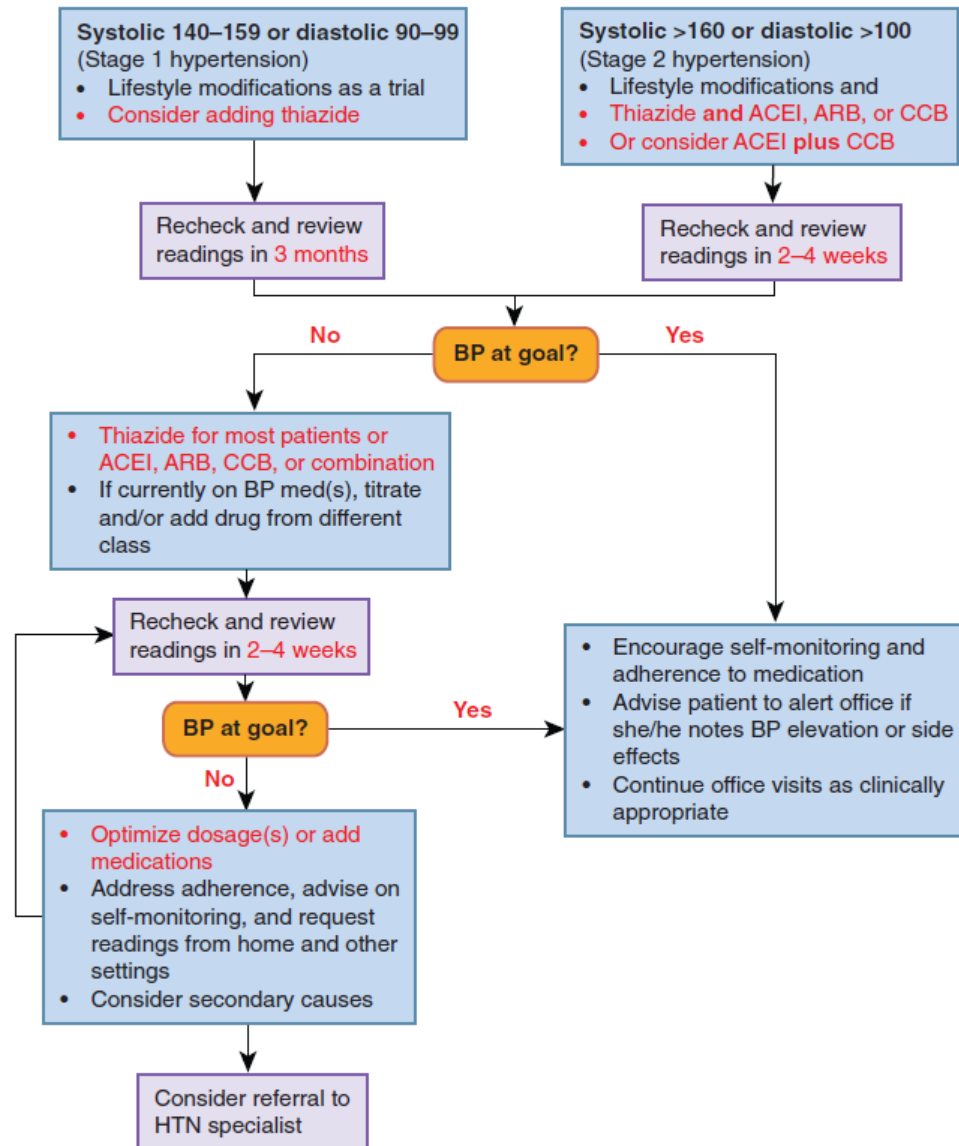 Systolic 140–159 or diastolic 90–99
(Stage 1 hypertension)
• Lifestyle modifications as a trial
• Consider adding thiazide
Systolic >160 or diastolic >100
(Stage 2 hypertension)
• Lifestyle modifications and
• Thiazide and ACEI, ARB, or CCB
• Or consider ACEI plus CCB
Recheck and review
readings in 3 months
Recheck and review
readings in 2–4 weeks
No
BP at goal?
Yes
• Thiazide for most patients or
ACEI, ARB, CCB, or combination
• If currently on BP med(s), titrate
and/or add drug from different
class
Recheck and review
readings in 2–4 weeks
BP at goal?
Yes
No
• Encourage self-monitoring and
adherence to medication
• Advise patient to alert office if
she/he notes BP elevation or side
effects
• Continue office visits as clinically
appropriate
• Optimize dosage(s) or add
medications
• Address adherence, advise on
self-monitoring, and request
readings from home and other
settings
• Consider secondary causes
Consider referral to
HTN specialist